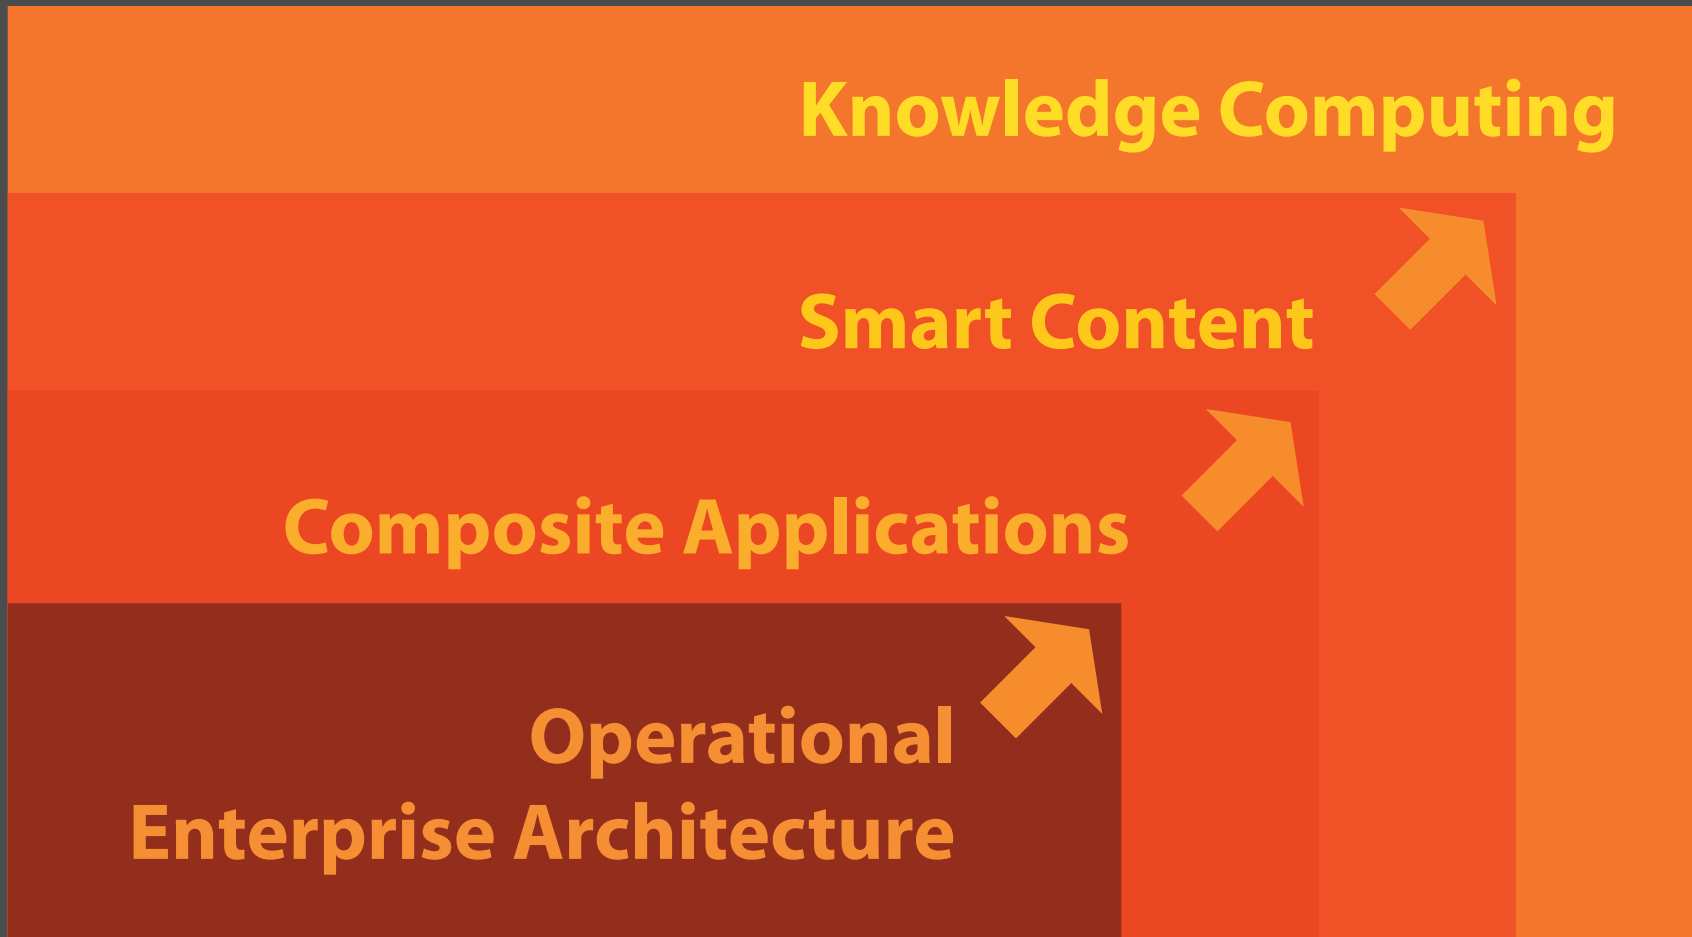 Knowledge Computing
Smart Content
Composite Applications
Operational
Enterprise Architecture